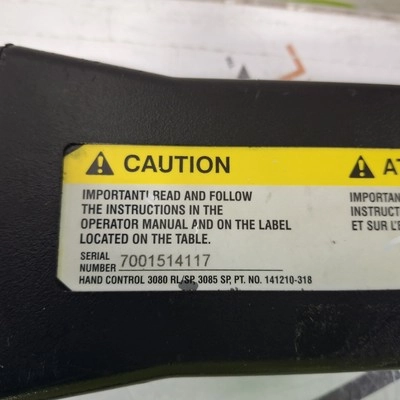 CAUTION
IMPORTANT! READ AND FOLLOW
THE INSTRUCTIONS IN THE
OPERATOR MANUAL AND ON THE LABEL
LOCATED ON THE TABLE.
SERIAL
NUMBER 7001514117
HAND CONTROL 3080 RL/SP, 3085 SP, PT. NO. 141210-318
AT
IMPORTAN
INSTRUCT
ET SUR L'E